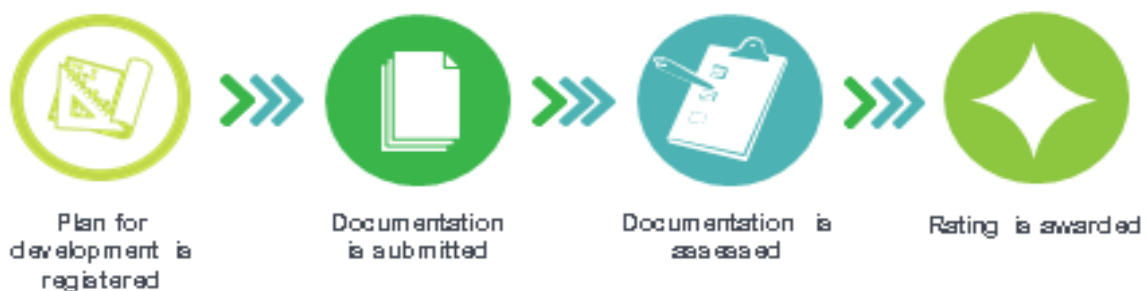 Plan for
development is
registered
Documentation
is submitted
Documentation is
assessed
Rating is awarded